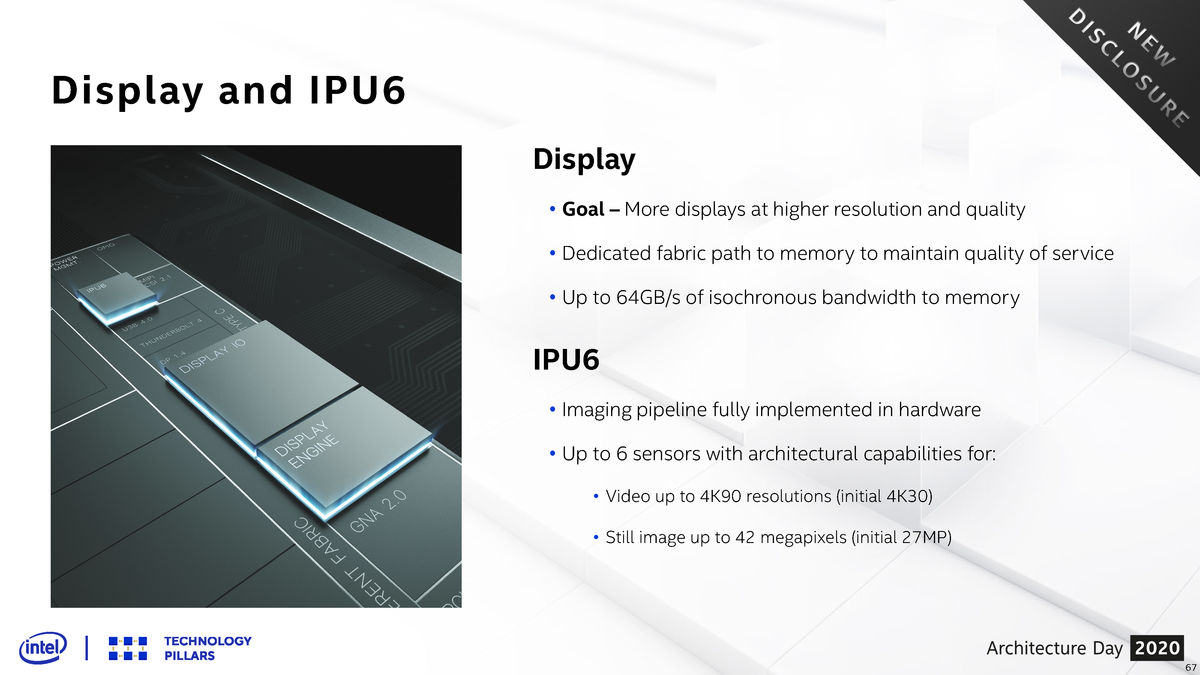 NEW
DISCLOSURE
Display and IPU6
POWER
MGMT
GPIO
IPU6
MIPI
CSI 2.1
USB 4.0
THUNDERBOLT 4
TYPE C
DP 1.4
DISPLAY IO
DISPLAY
ENGINE
GNA 2.0
ERENT FABRIC
Display
• Goal – More displays at higher resolution and quality
• Dedicated fabric path to memory to maintain quality of service
• Up to 64GB/s of isochronous bandwidth to memory
IPU6
• Imaging pipeline fully implemented in hardware
• Up to 6 sensors with architectural capabilities for:
• Video up to 4K90 resolutions (initial 4K30)
• Still image up to 42 megapixels (initial 27MP)
intel
TECHNOLOGY
PILLARS
Architecture Day 2020
67